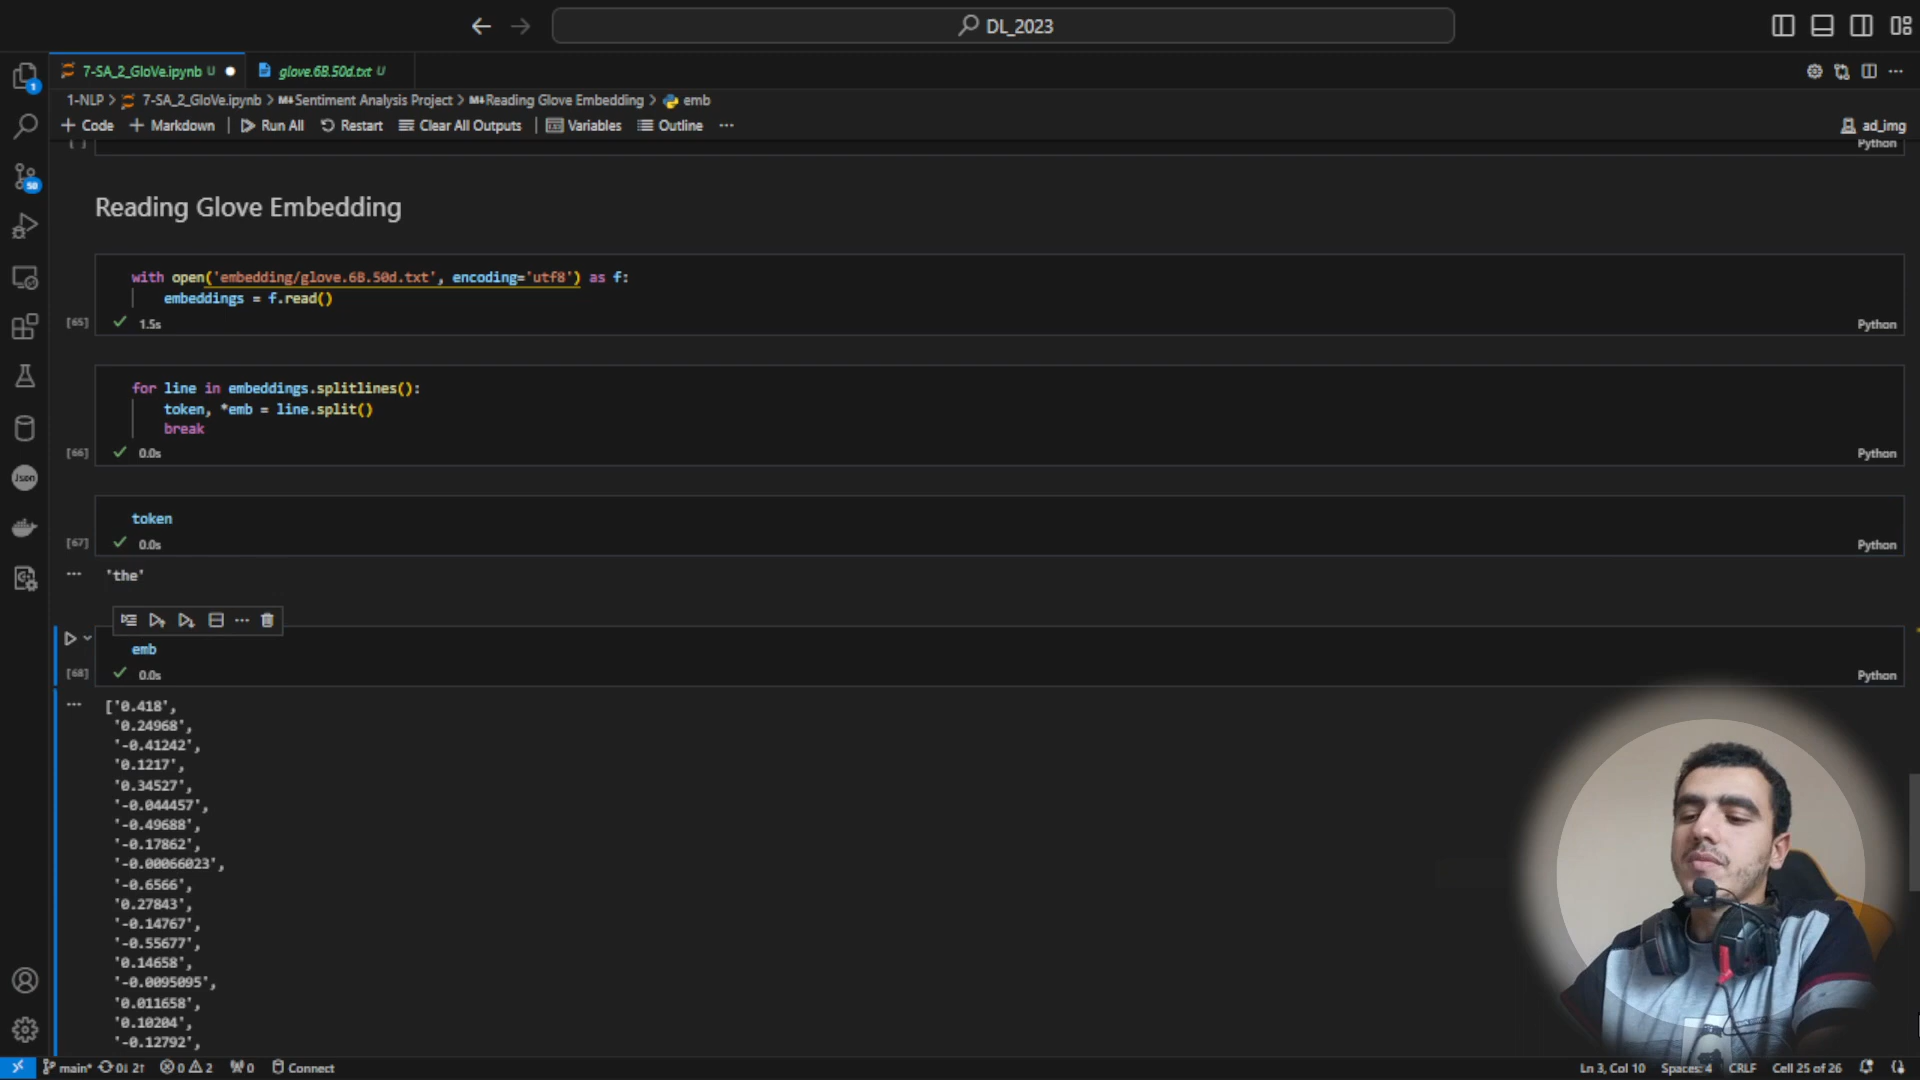 DL_2023
7-SA_2_GloVe.ipynb U
glove.6B.50d.txt U
1-NLP > 7-SA_2_GloVe.ipynb > M↓Sentiment Analysis Project > M↓Reading Glove Embedding > emb
+ Code + Markdown Run All Restart Clear All Outputs Variables Outline ...
ad_img
[ ]
Python
Reading Glove Embedding
with open('embedding/glove.6B.50d.txt', encoding='utf8') as f:
embeddings = f.read()
[65] 1.5s Python
for line in embeddings.splitlines():
token, *emb = line.split()
break
[66] 0.0s Python
token
[67] 0.0s Python
... 'the'
emb
[68] 0.0s Python
... ['0.418',
'0.24968',
'-0.41242',
'0.1217',
'0.34527',
'-0.044457',
'-0.49688',
'-0.17862',
'-0.00066023',
'-0.6566',
'0.27843',
'-0.14767',
'-0.55677',
'0.14658',
'-0.0095095',
'0.011658',
'0.10204',
'-0.12792',
1
50
Json
main* 0↓ 2↑ 0 2 0 Connect
Ln 3, Col 10 Spaces: 4 CRLF Cell 25 of 26